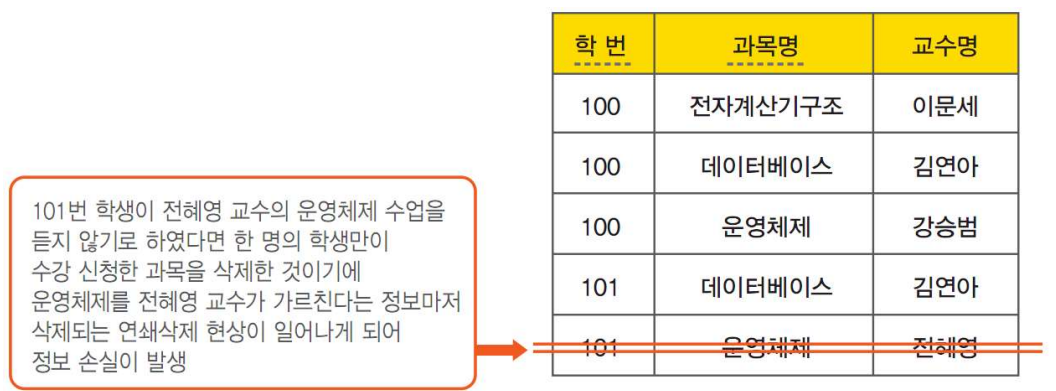 학 번 과목명 교수명
100 전자계산기구조 이문세
100 데이터베이스 김연아
100 운영체제 강승범
101 데이터베이스 김연아
101 운영체제 전혜영
101번 학생이 전혜영 교수의 운영체제 수업을
듣지 않기로 하였다면 한 명의 학생만이
수강 신청한 과목을 삭제한 것이기에
운영체제를 전혜영 교수가 가르친다는 정보마저
삭제되는 연쇄삭제 현상이 일어나게 되어
정보 손실이 발생